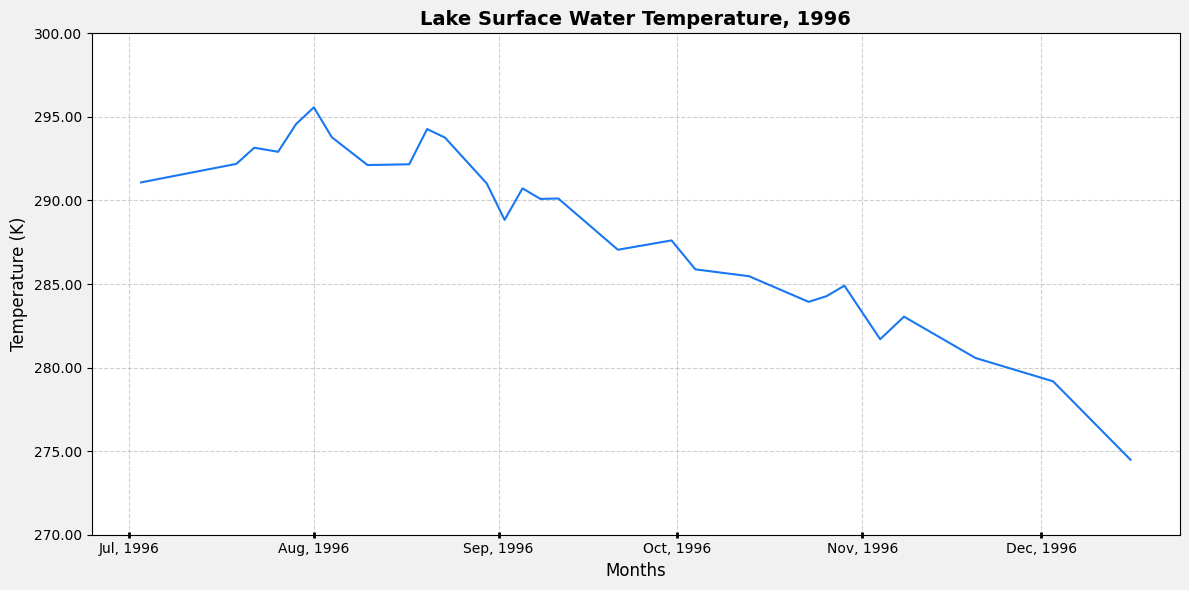 Lake Surface Water Temperature, 1996
300.00
295.00
290.00
285.00
280.00
275.00
270.00
Temperature (K)
Jul, 1996 Aug, 1996 Sep, 1996 Oct, 1996 Nov, 1996 Dec, 1996
Months